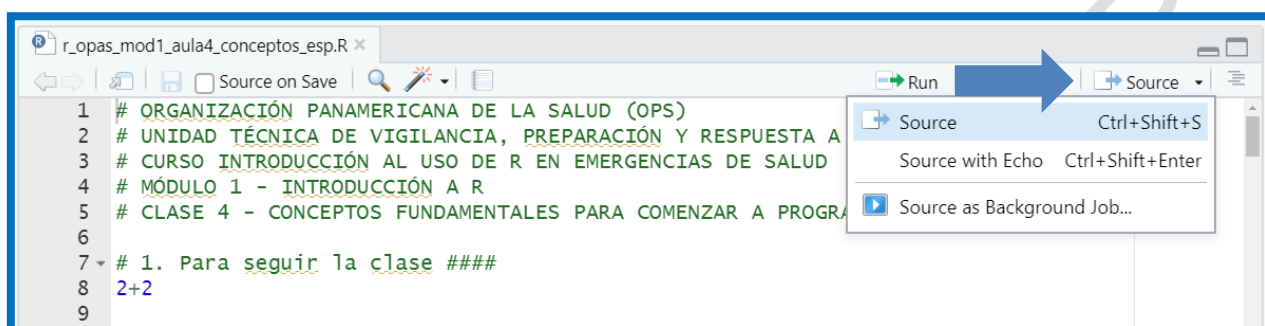 r_opas_mod1_aula4_conceptos_esp.R
Source on Save
Run
Source
1 # ORGANIZACIÓN PANAMERICANA DE LA SALUD (OPS)
2 # UNIDAD TÉCNICA DE VIGILANCIA, PREPARACIÓN Y RESPUESTA A
3 # CURSO INTRODUCCIÓN AL USO DE R EN EMERGENCIAS DE SALUD
4 # MÓDULO 1 - INTRODUCCIÓN A R
5 # CLASE 4 - CONCEPTOS FUNDAMENTALES PARA COMENZAR A PROGRA
6
7 # 1. Para seguir la clase ####
8 2+2
9
Source Ctrl+Shift+S
Source with Echo Ctrl+Shift+Enter
Source as Background Job...